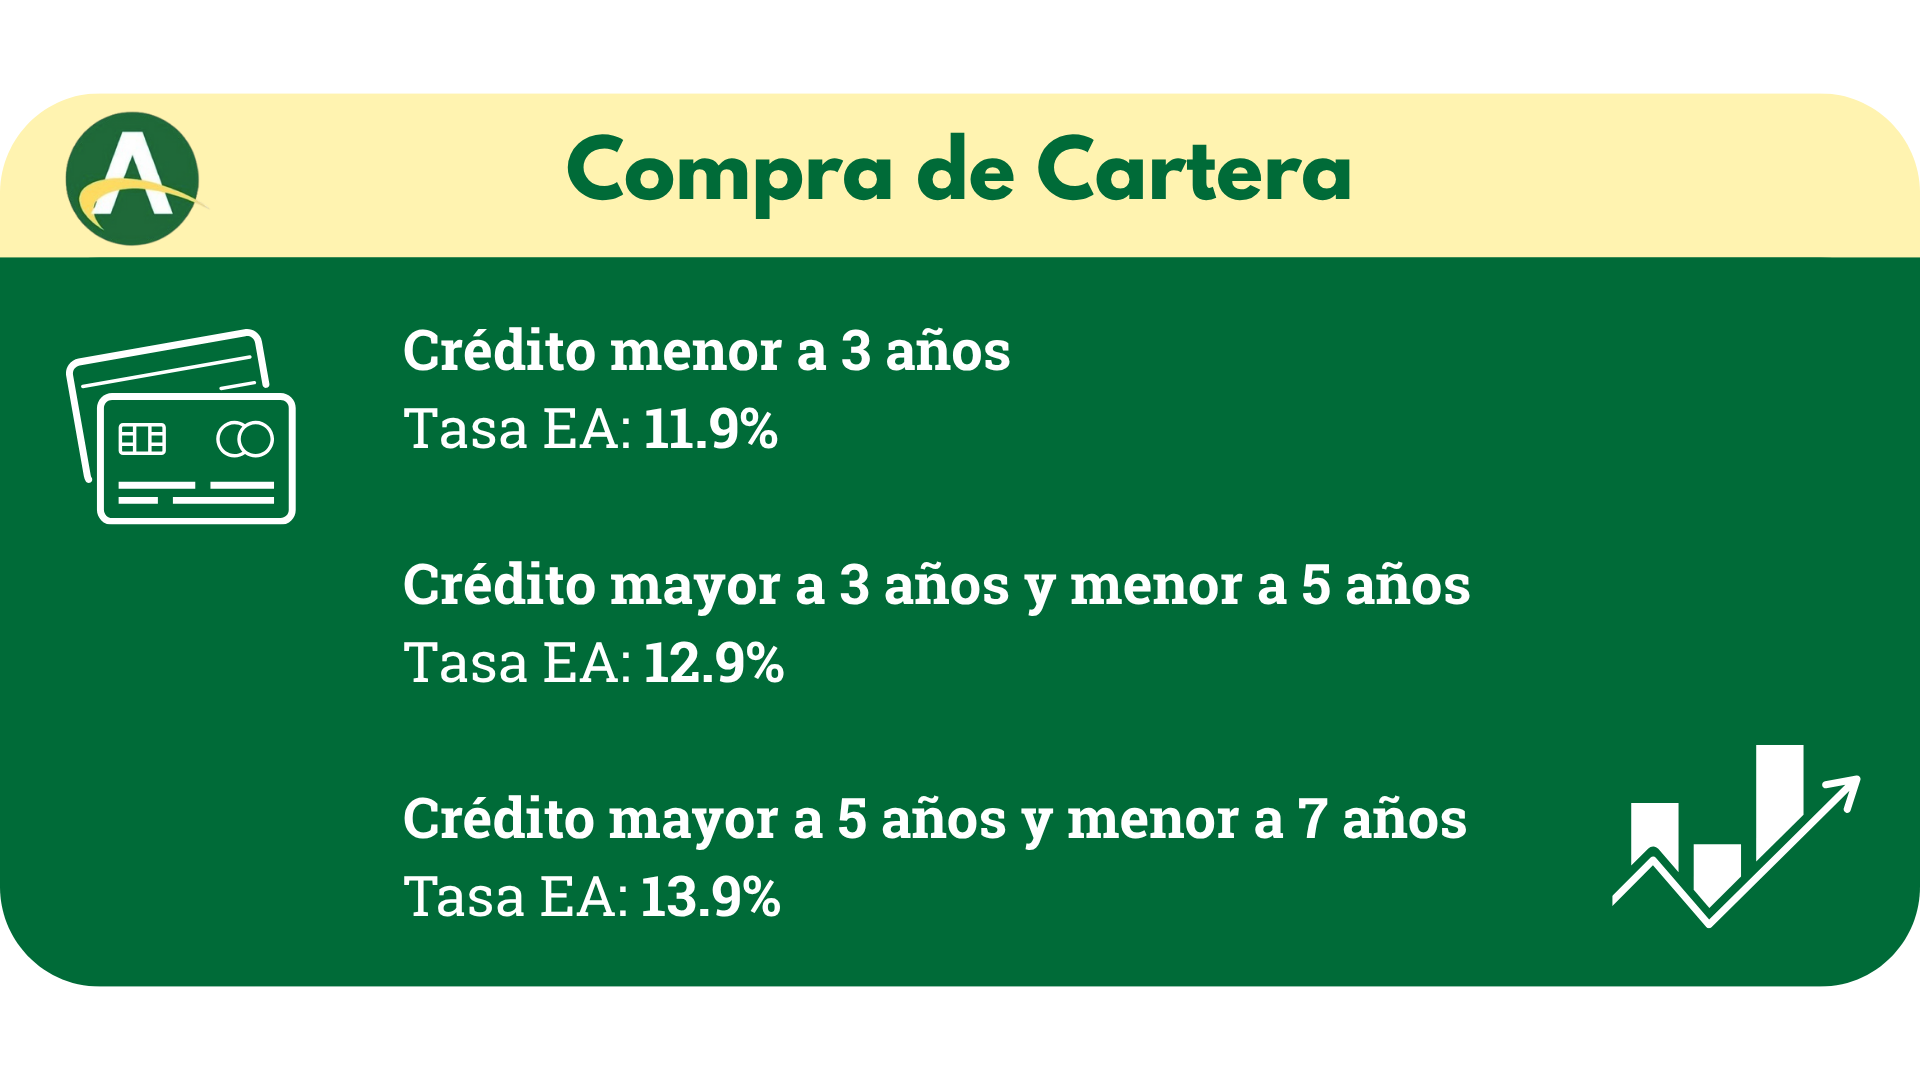 A
Compra de Cartera
Crédito menor a 3 años
Tasa EA: 11.9%
Crédito mayor a 3 años y menor a 5 años
Tasa EA: 12.9%
Crédito mayor a 5 años y menor a 7 años
Tasa EA: 13.9%